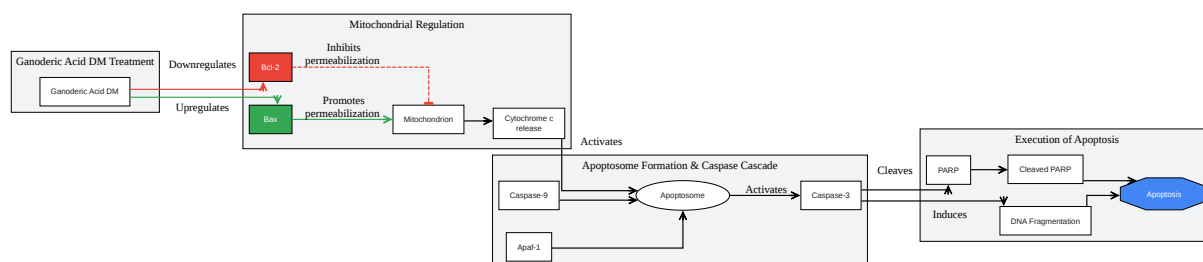 Mitochondrial Regulation
Ganoderic Acid DM Treatment
Ganoderic Acid DM
Downregulates
Upregulates
Bcl-2
Inhibits
permeabilization
Bax
Promotes
permeabilization
Mitochondrion
Cytochrome c
release
Activates
Apoptosome Formation & Caspase Cascade
Caspase-9
Apaf-1
Apoptosome
Activates
Caspase-3
Cleaves
Induces
Execution of Apoptosis
PARP
Cleaved PARP
DNA Fragmentation
Apoptosis